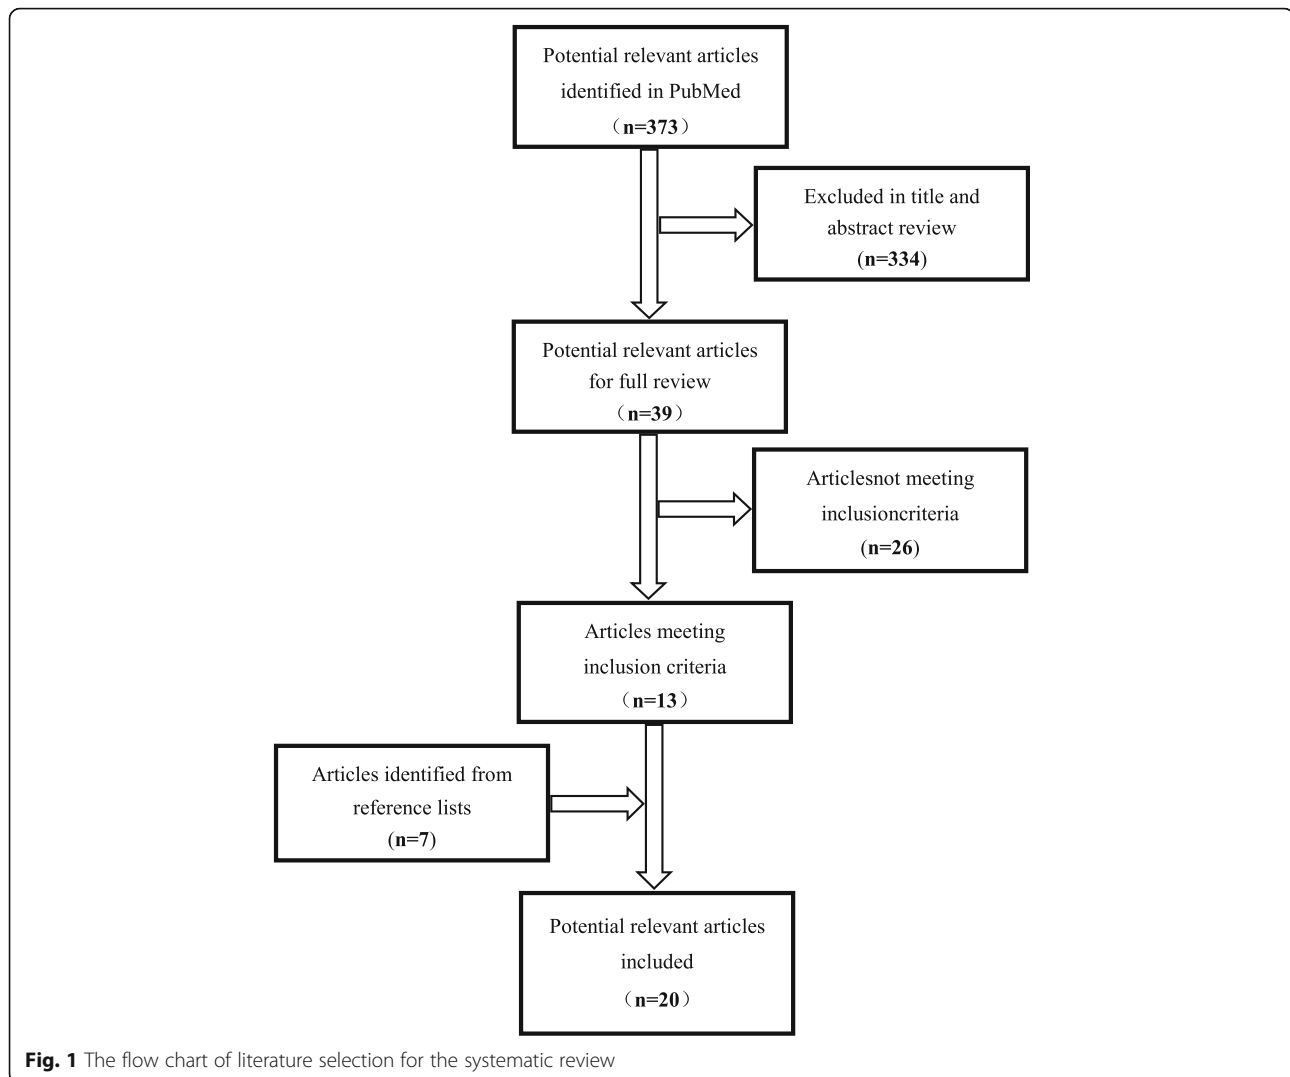 Potential relevant articles
identified in PubMed
（n=373）
Excluded in title and
abstract review
(n=334)
Potential relevant articles
for full review
（n=39）
Articlesnot meeting
inclusioncriteria
(n=26)
Articles meeting
inclusion criteria
（n=13）
Articles identified from
reference lists
(n=7)
Potential relevant articles
included
（n=20）
Fig. 1 The flow chart of literature selection for the systematic review